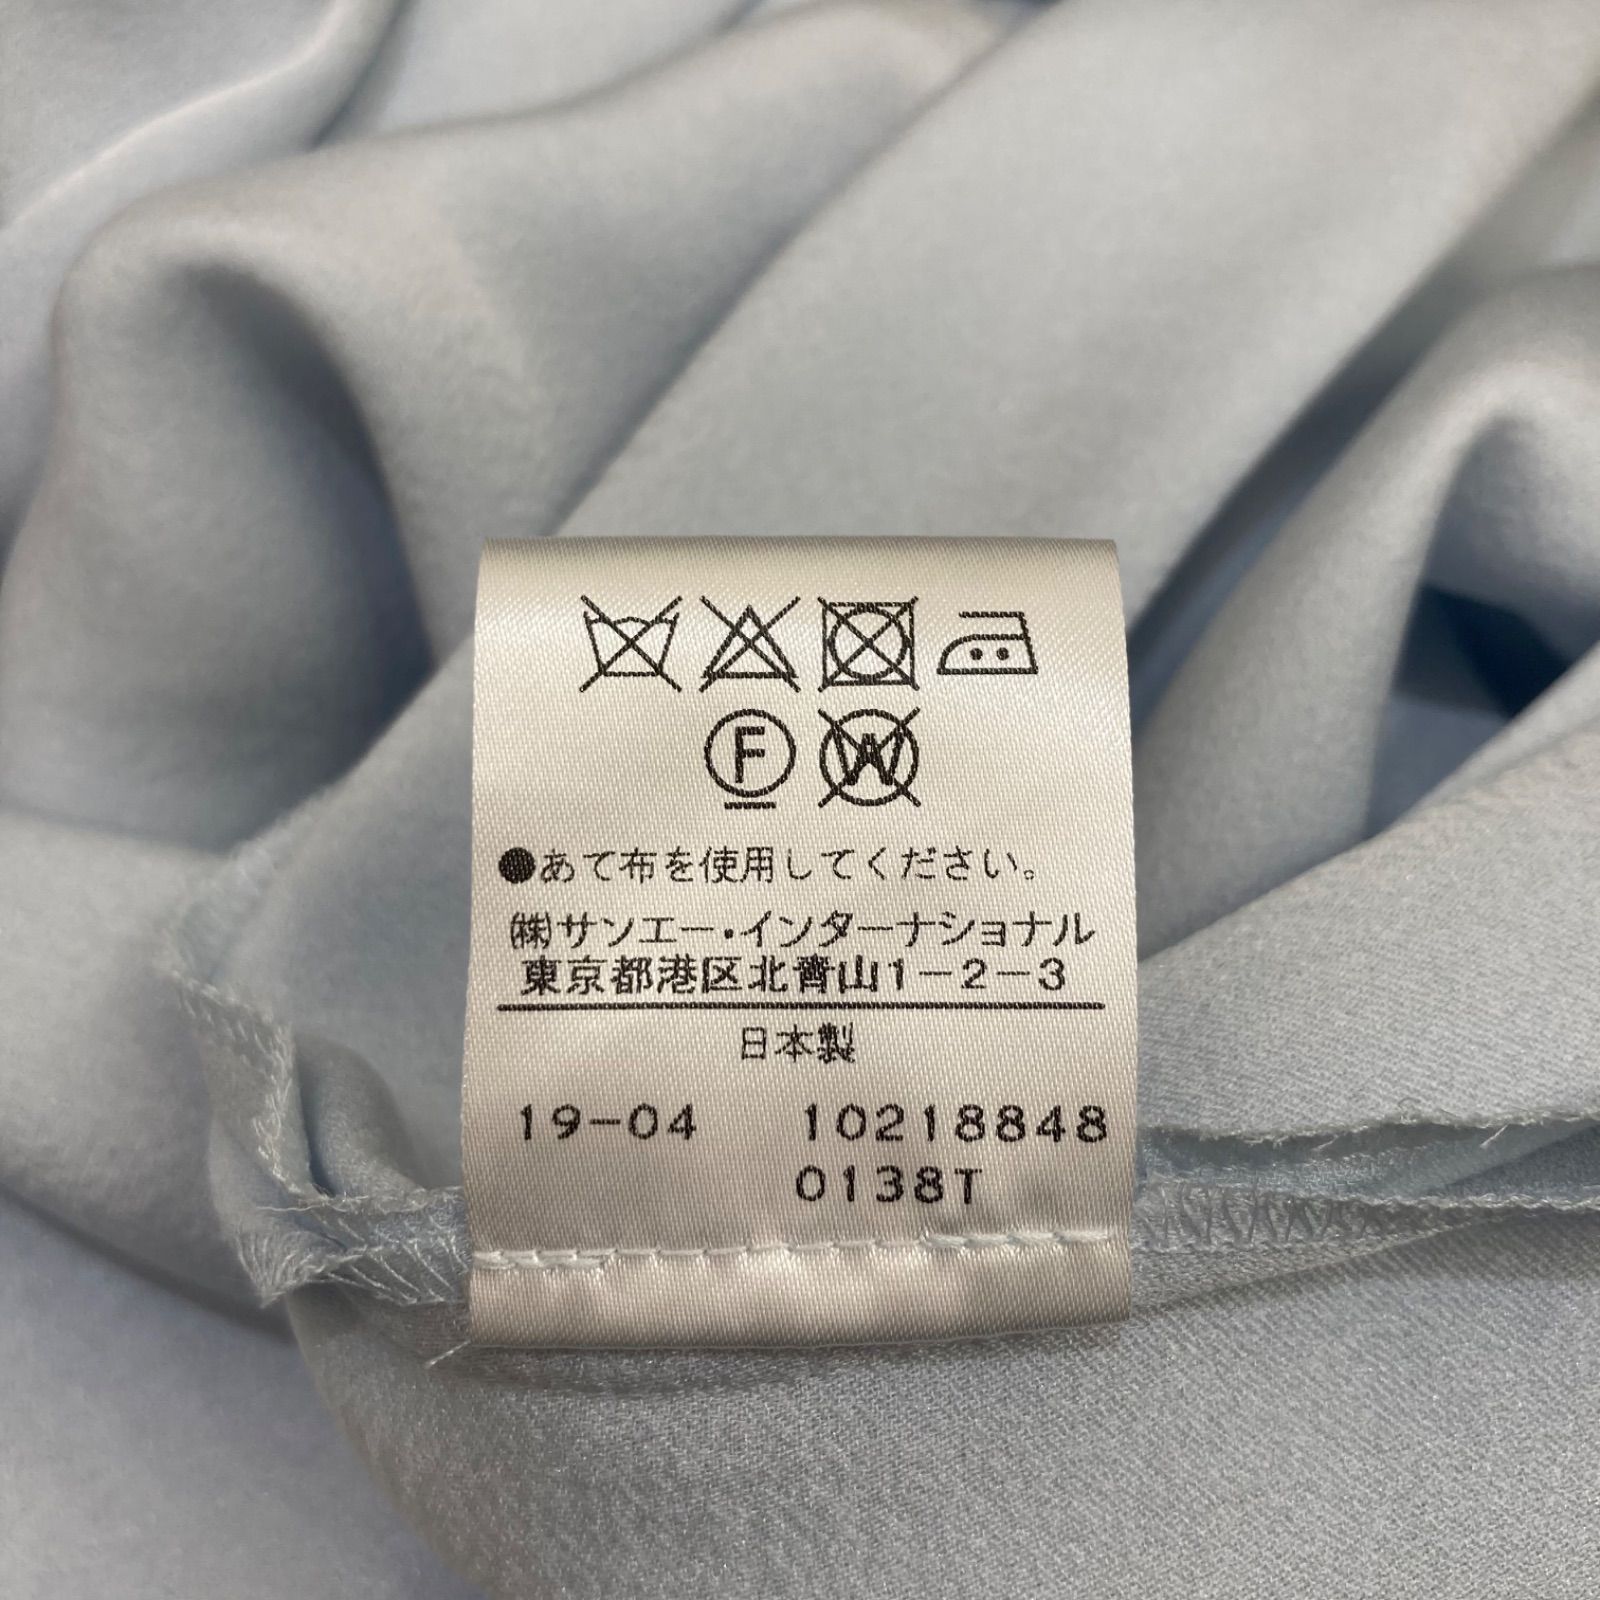 F W
●あて布を使用してください。
㈱サンエー・インターナショナル
東京都港区北青山1-2-3
日本製
19-04 10218848
0138T